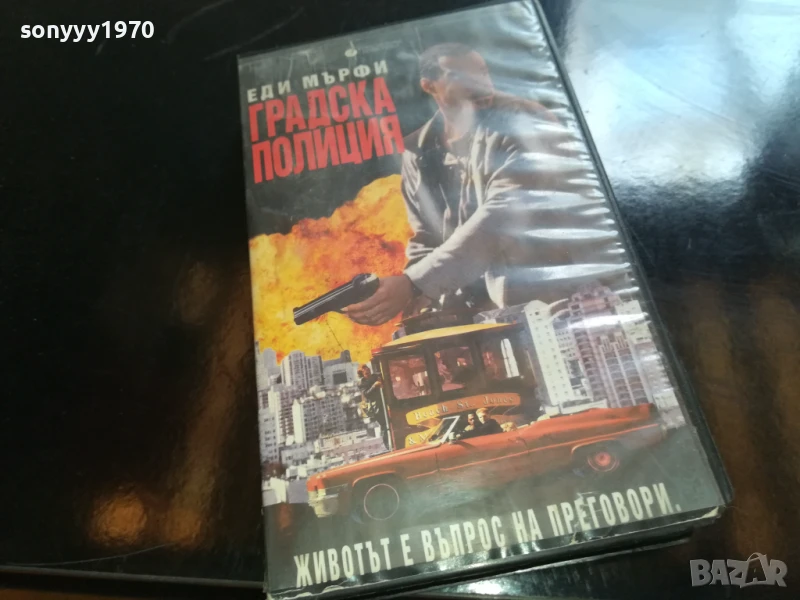 sonyyy1970
ЕДИ МЪРФИ
ГРАДСКА
ПОЛИЦИЯ
ЖИВОТЪТ Е ВЪПРОС НА ПРЕГОВОРИ.
BAZAR